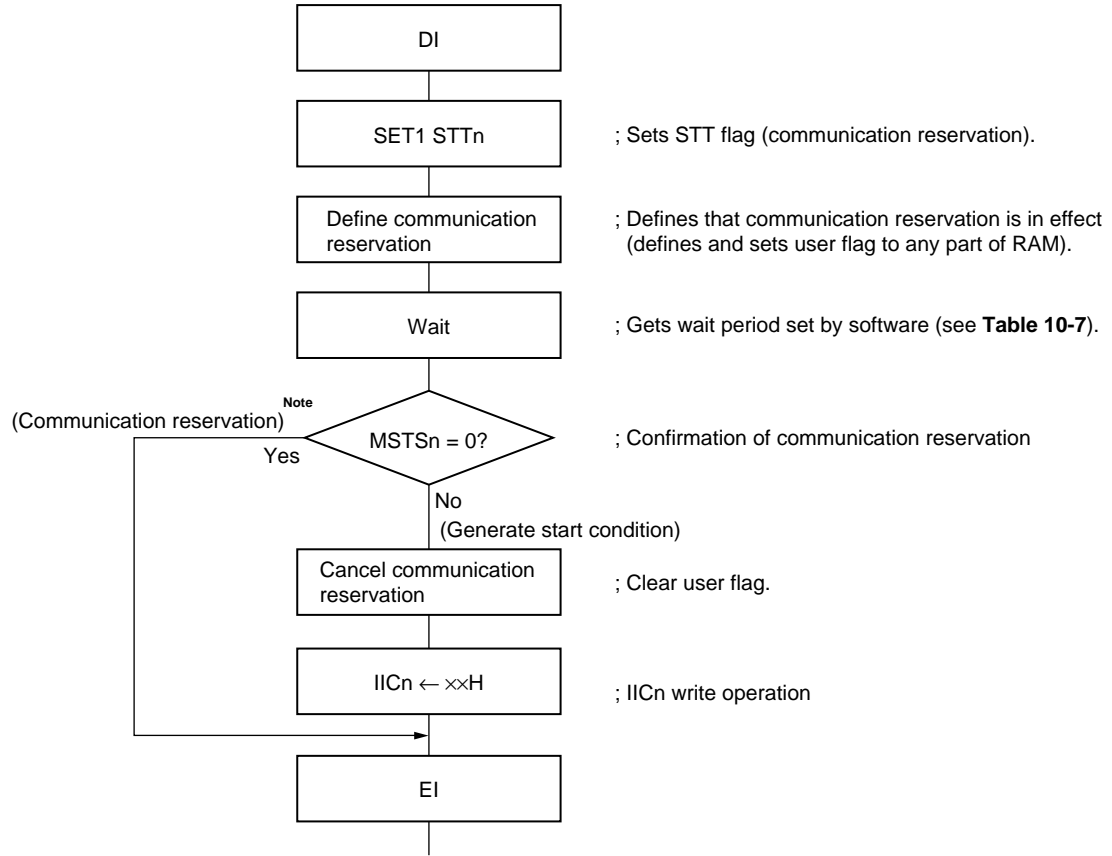 DI
SET1 STTn
; Sets STT flag (communication reservation).
Define communication
reservation
; Defines that communication reservation is in effect
(defines and sets user flag to any part of RAM).
Wait
; Gets wait period set by software (see Table 10-7).
(Communication reservation)Note
Yes
MSTSn = 0?
; Confirmation of communication reservation
No
(Generate start condition)
Cancel communication
reservation
; Clear user flag.
IICn ← ××H
; IICn write operation
EI